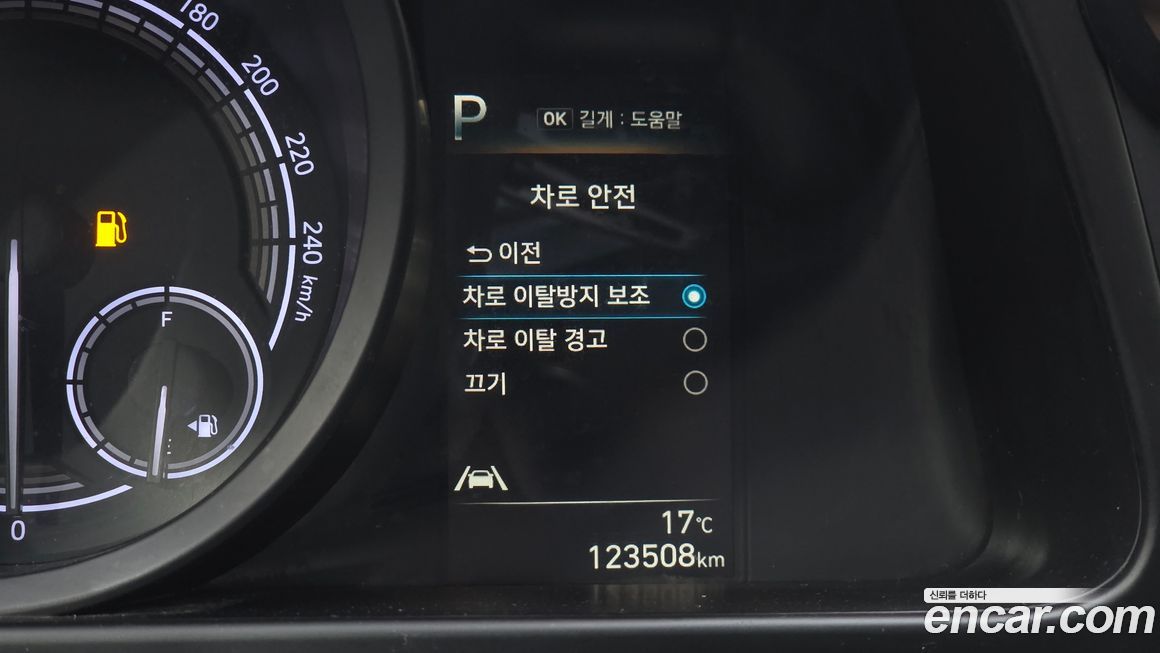 180
200
220
240
km/h
F
0
P
OK 길게 : 도움말
차로 안전
이전
차로 이탈방지 보조
차로 이탈 경고
끄기
17℃
123508km
신뢰를 더하다
encar.com